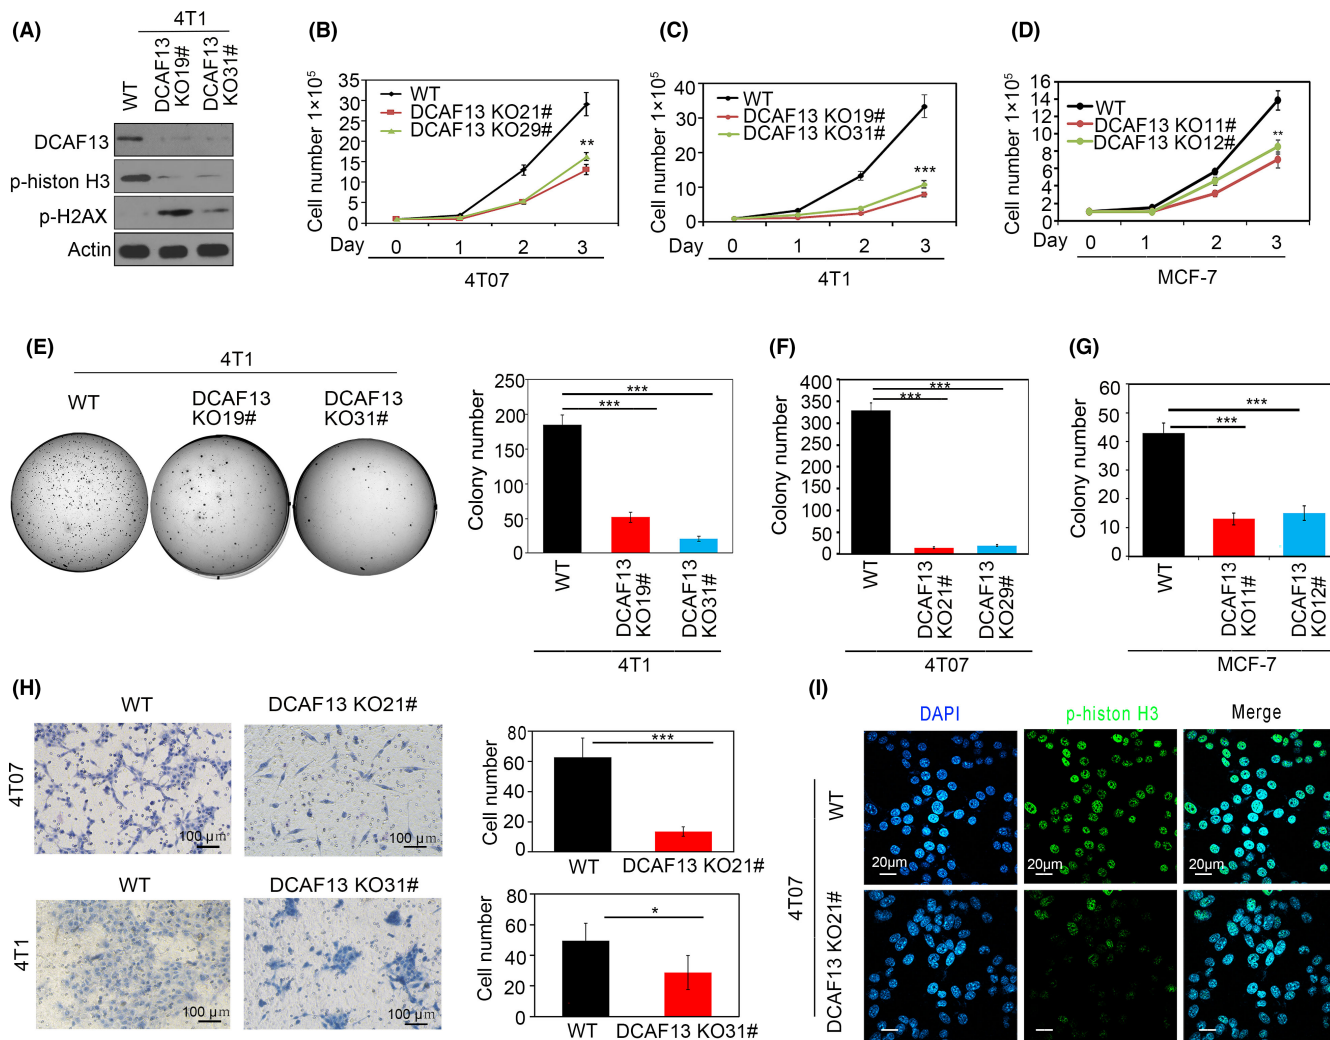 (A)
4T1
WT
DCAF13
KO19#
DCAF13
KO31#
DCAF13
p-histon H3
p-H2AX
Actin
(B)
Cell number 1×10⁵
35
30
25
20
15
10
5
0
WT
DCAF13 KO21#
DCAF13 KO29#
**
Day 0 1 2 3
4T07
(C)
Cell number 1×10⁵
40
30
20
10
0
WT
DCAF13 KO19#
DCAF13 KO31#
***
Day 0 1 2 3
4T1
(D)
Cell number 1×10⁵
16
14
12
10
8
6
4
2
0
WT
DCAF13 KO11#
DCAF13 KO12#
**
Day 0 1 2 3
MCF-7
(E)
4T1
WT
DCAF13
KO19#
DCAF13
KO31#
Colony number
250
200
150
100
50
0
***
***
WT
DCAF13
KO19#
DCAF13
KO31#
4T1
(F)
Colony number
400
350
300
250
200
150
100
50
0
***
***
WT
DCAF13
KO21#
DCAF13
KO29#
4T07
(G)
Colony number
60
50
40
30
20
10
0
***
***
WT
DCAF13
KO11#
DCAF13
KO12#
MCF-7
(H)
WT
DCAF13 KO21#
4T07
100 µm
100 µm
Cell number
80
60
40
20
0
***
WT
DCAF13 KO21#
WT
DCAF13 KO31#
4T1
100 µm
100 µm
Cell number
80
60
40
20
0
*
WT
DCAF13 KO31#
(I)
DAPI
p-histon H3
Merge
4T07
WT
20µm
20µm
20µm
DCAF13 KO21#